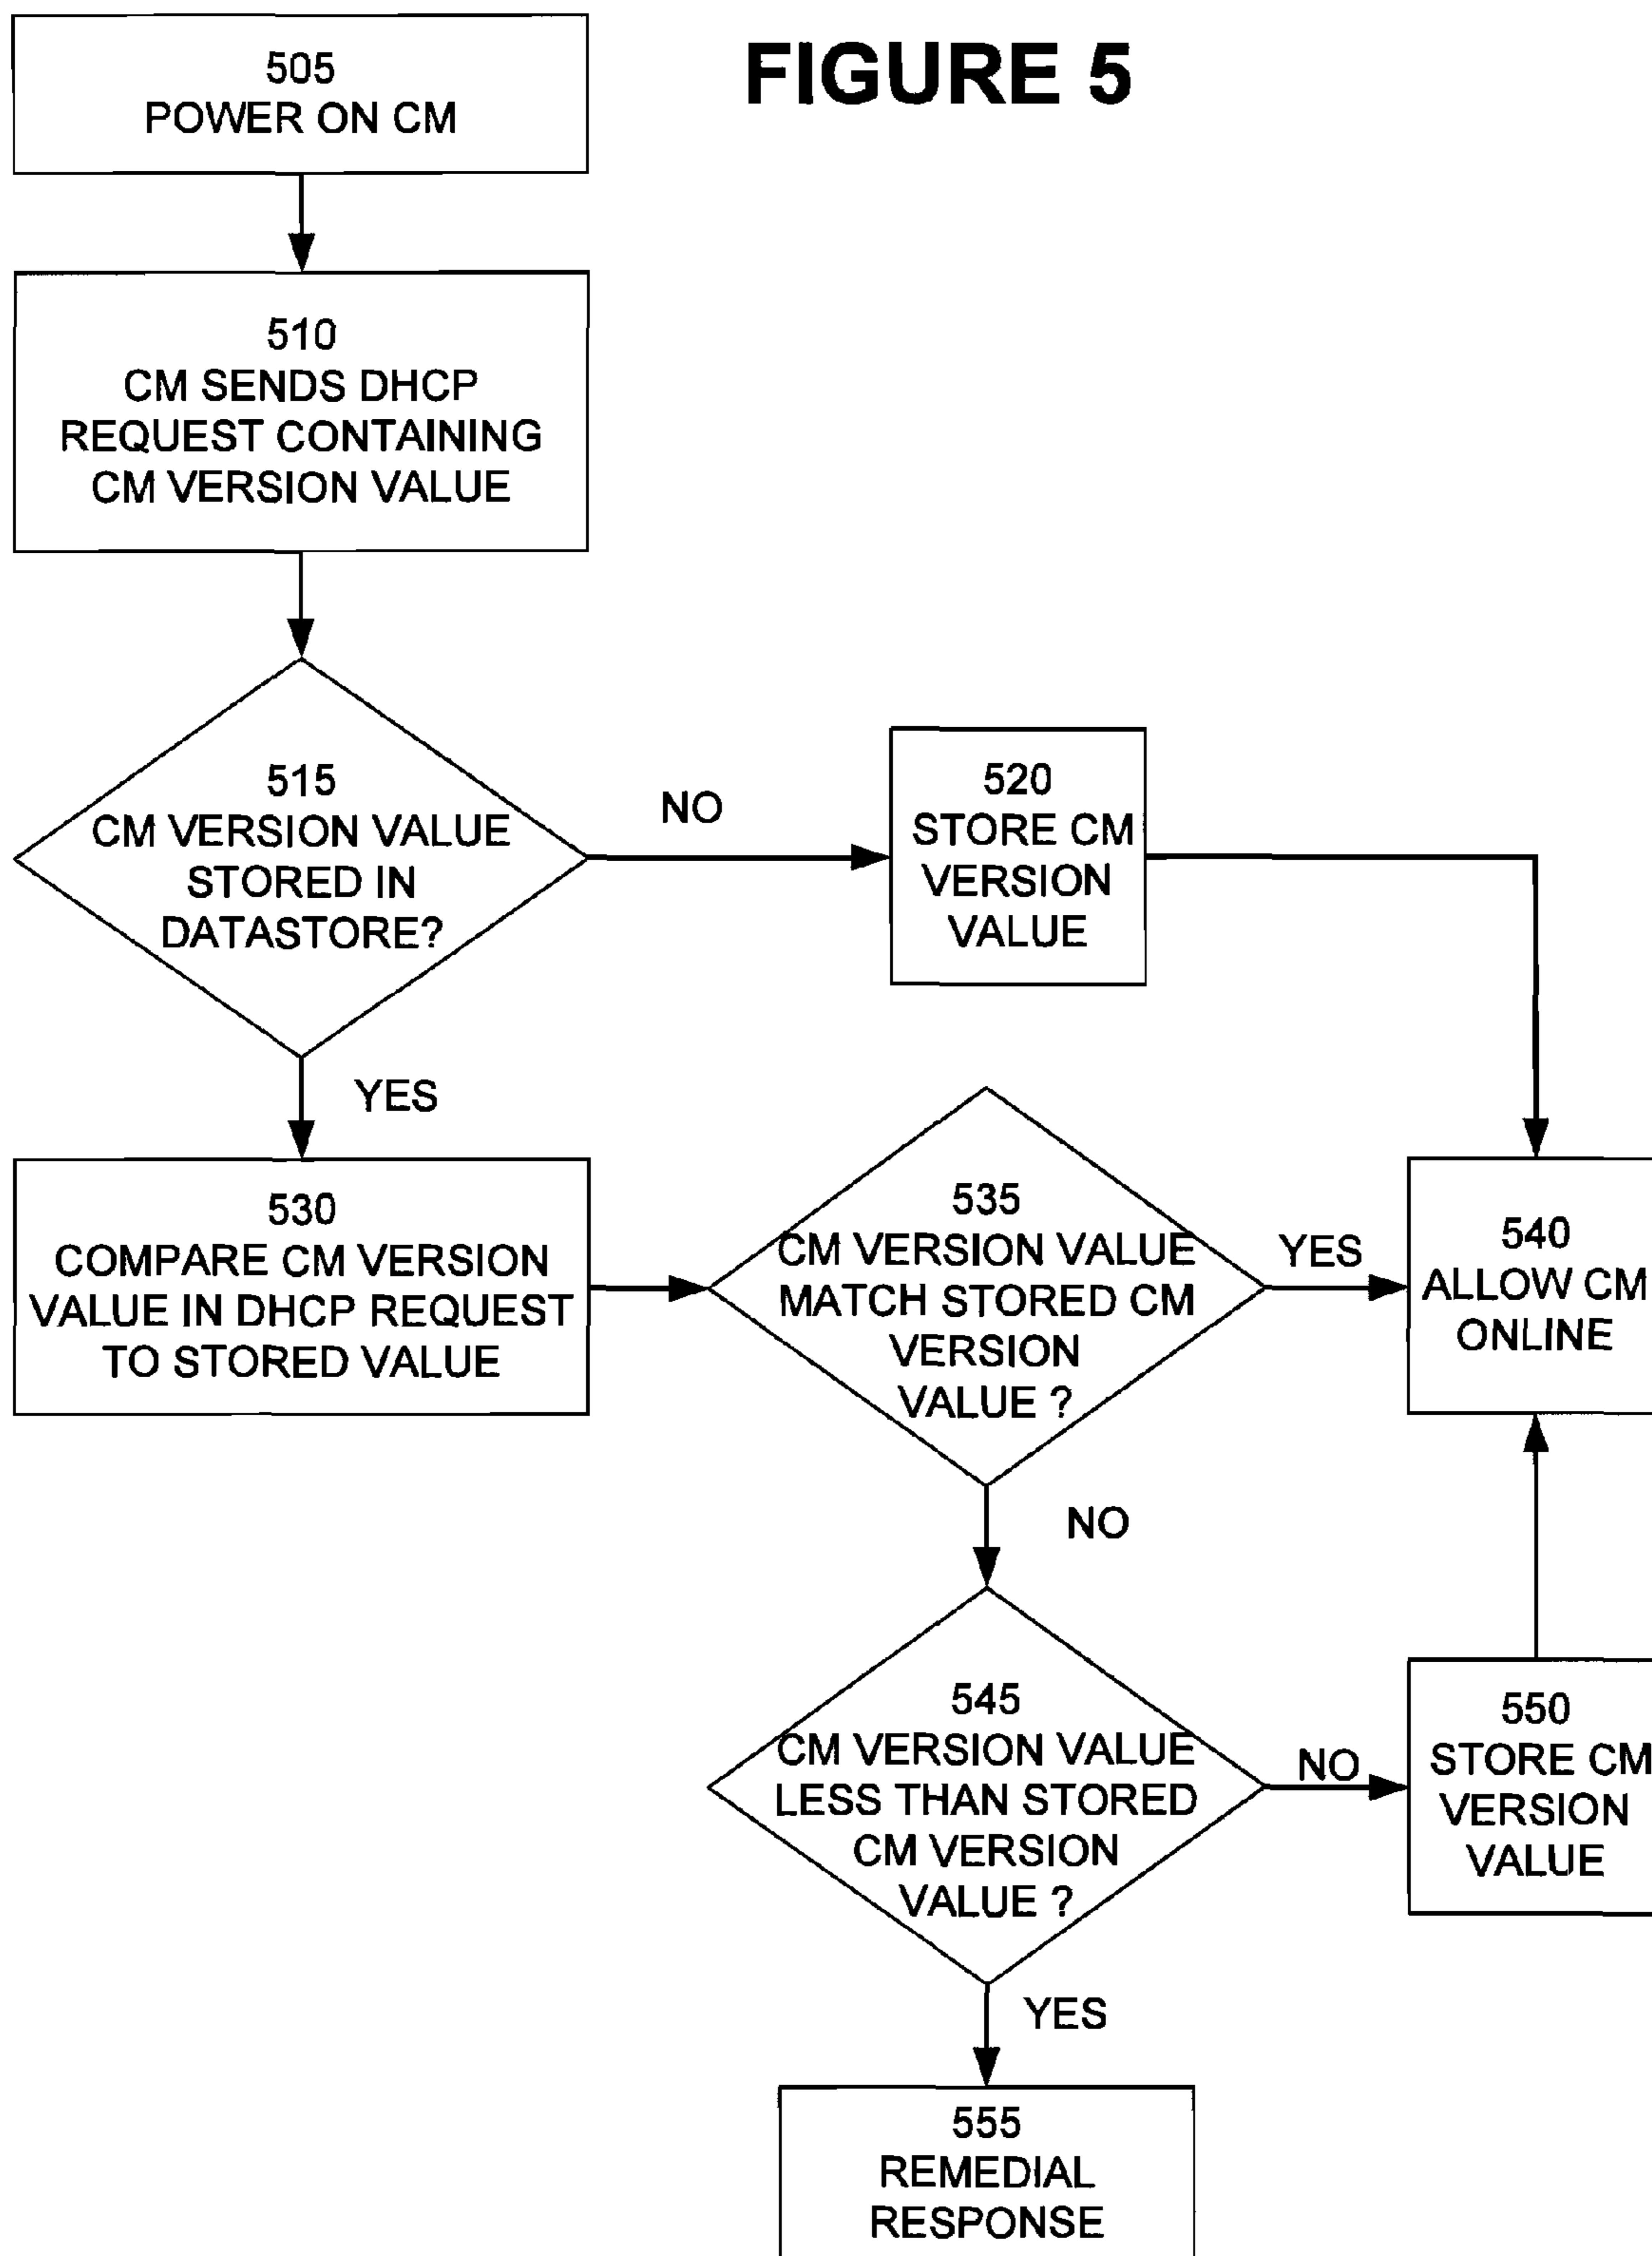 FIGURE 5
505
POWER ON CM
510
CM SENDS DHCP
REQUEST CONTAINING
CM VERSION VALUE
515
CM VERSION VALUE
STORED IN
DATASTORE?
NO
520
STORE CM
VERSION
VALUE
YES
530
COMPARE CM VERSION
VALUE IN DHCP REQUEST
TO STORED VALUE
535
CM VERSION VALUE
MATCH STORED CM
VERSION
VALUE ?
YES
540
ALLOW CM
ONLINE
NO
545
CM VERSION VALUE
LESS THAN STORED
CM VERSION
VALUE ?
NO
550
STORE CM
VERSION
VALUE
YES
555
REMEDIAL
RESPONSE